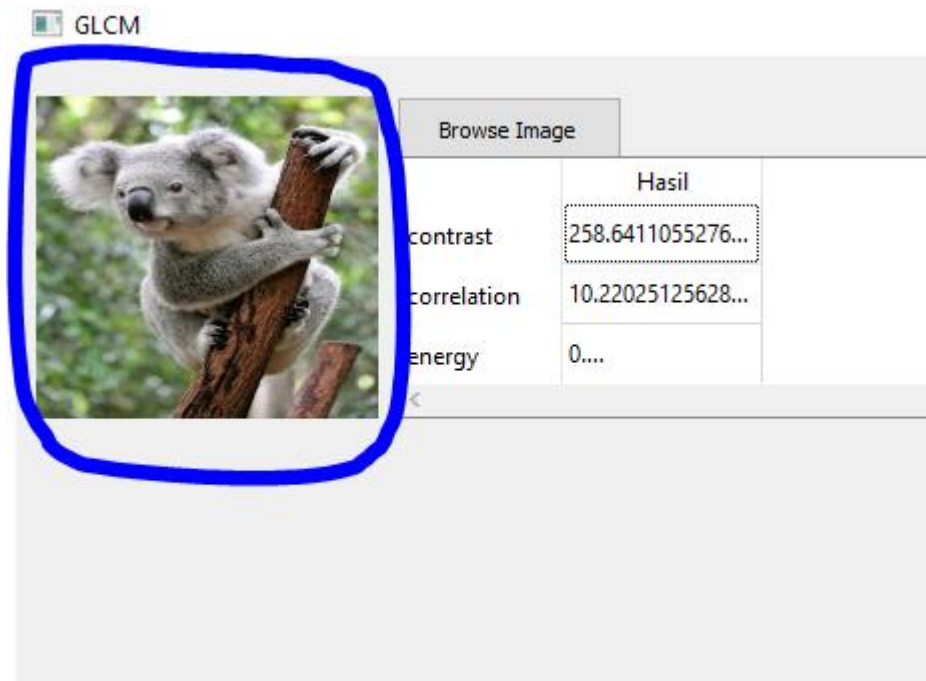 GLCM
Browse Image
Hasil
contrast 258.6411055276...
correlation 10.22025125628...
energy 0....